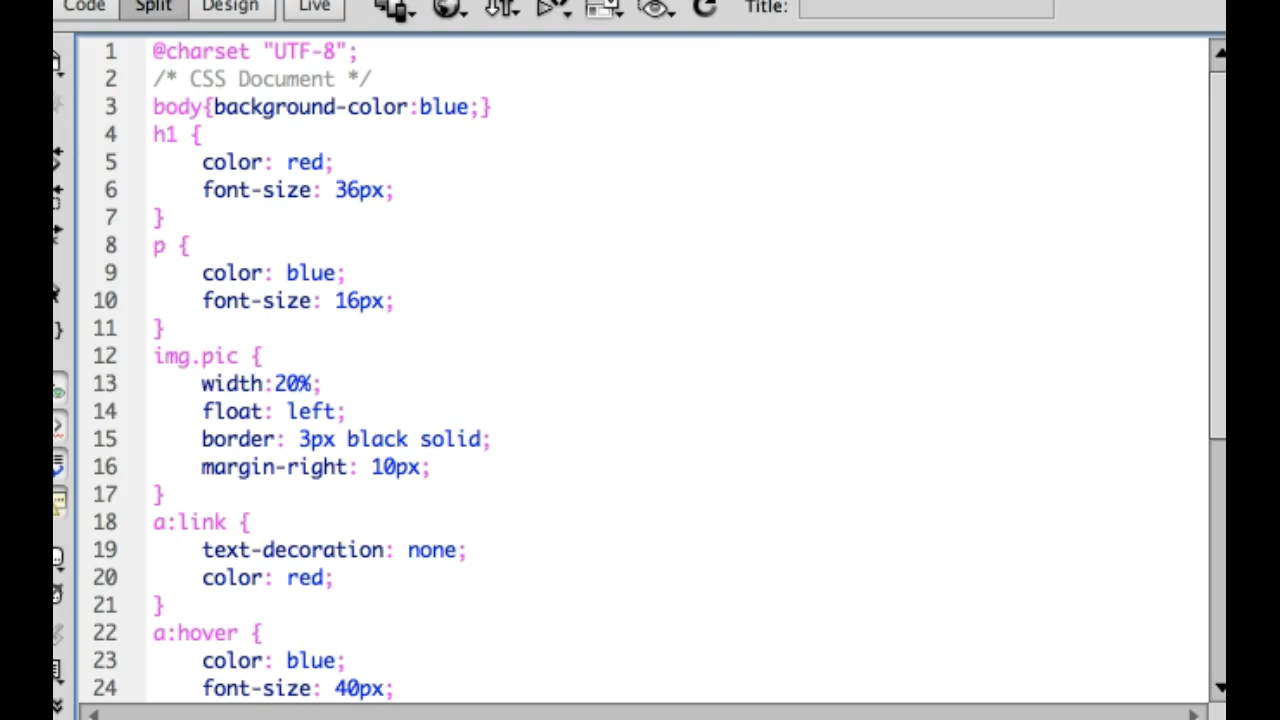 Code Split Design Live Title:
1 @charset "UTF-8";
2 /* CSS Document */
3 body{background-color:blue;}
4 h1 {
5 color: red;
6 font-size: 36px;
7 }
8 p {
9 color: blue;
10 font-size: 16px;
11 }
12 img.pic {
13 width:20%;
14 float: left;
15 border: 3px black solid;
16 margin-right: 10px;
17 }
18 a:link {
19 text-decoration: none;
20 color: red;
21 }
22 a:hover {
23 color: blue;
24 font-size: 40px;